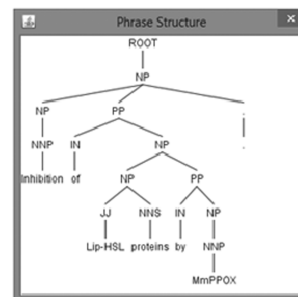 Phrase Structure
ROOT
NP
NP PP .
NNP IN NP .
Inhibition of NP PP
JJ NNS IN NP
Lip-HSL proteins by NNP
MmPPOX